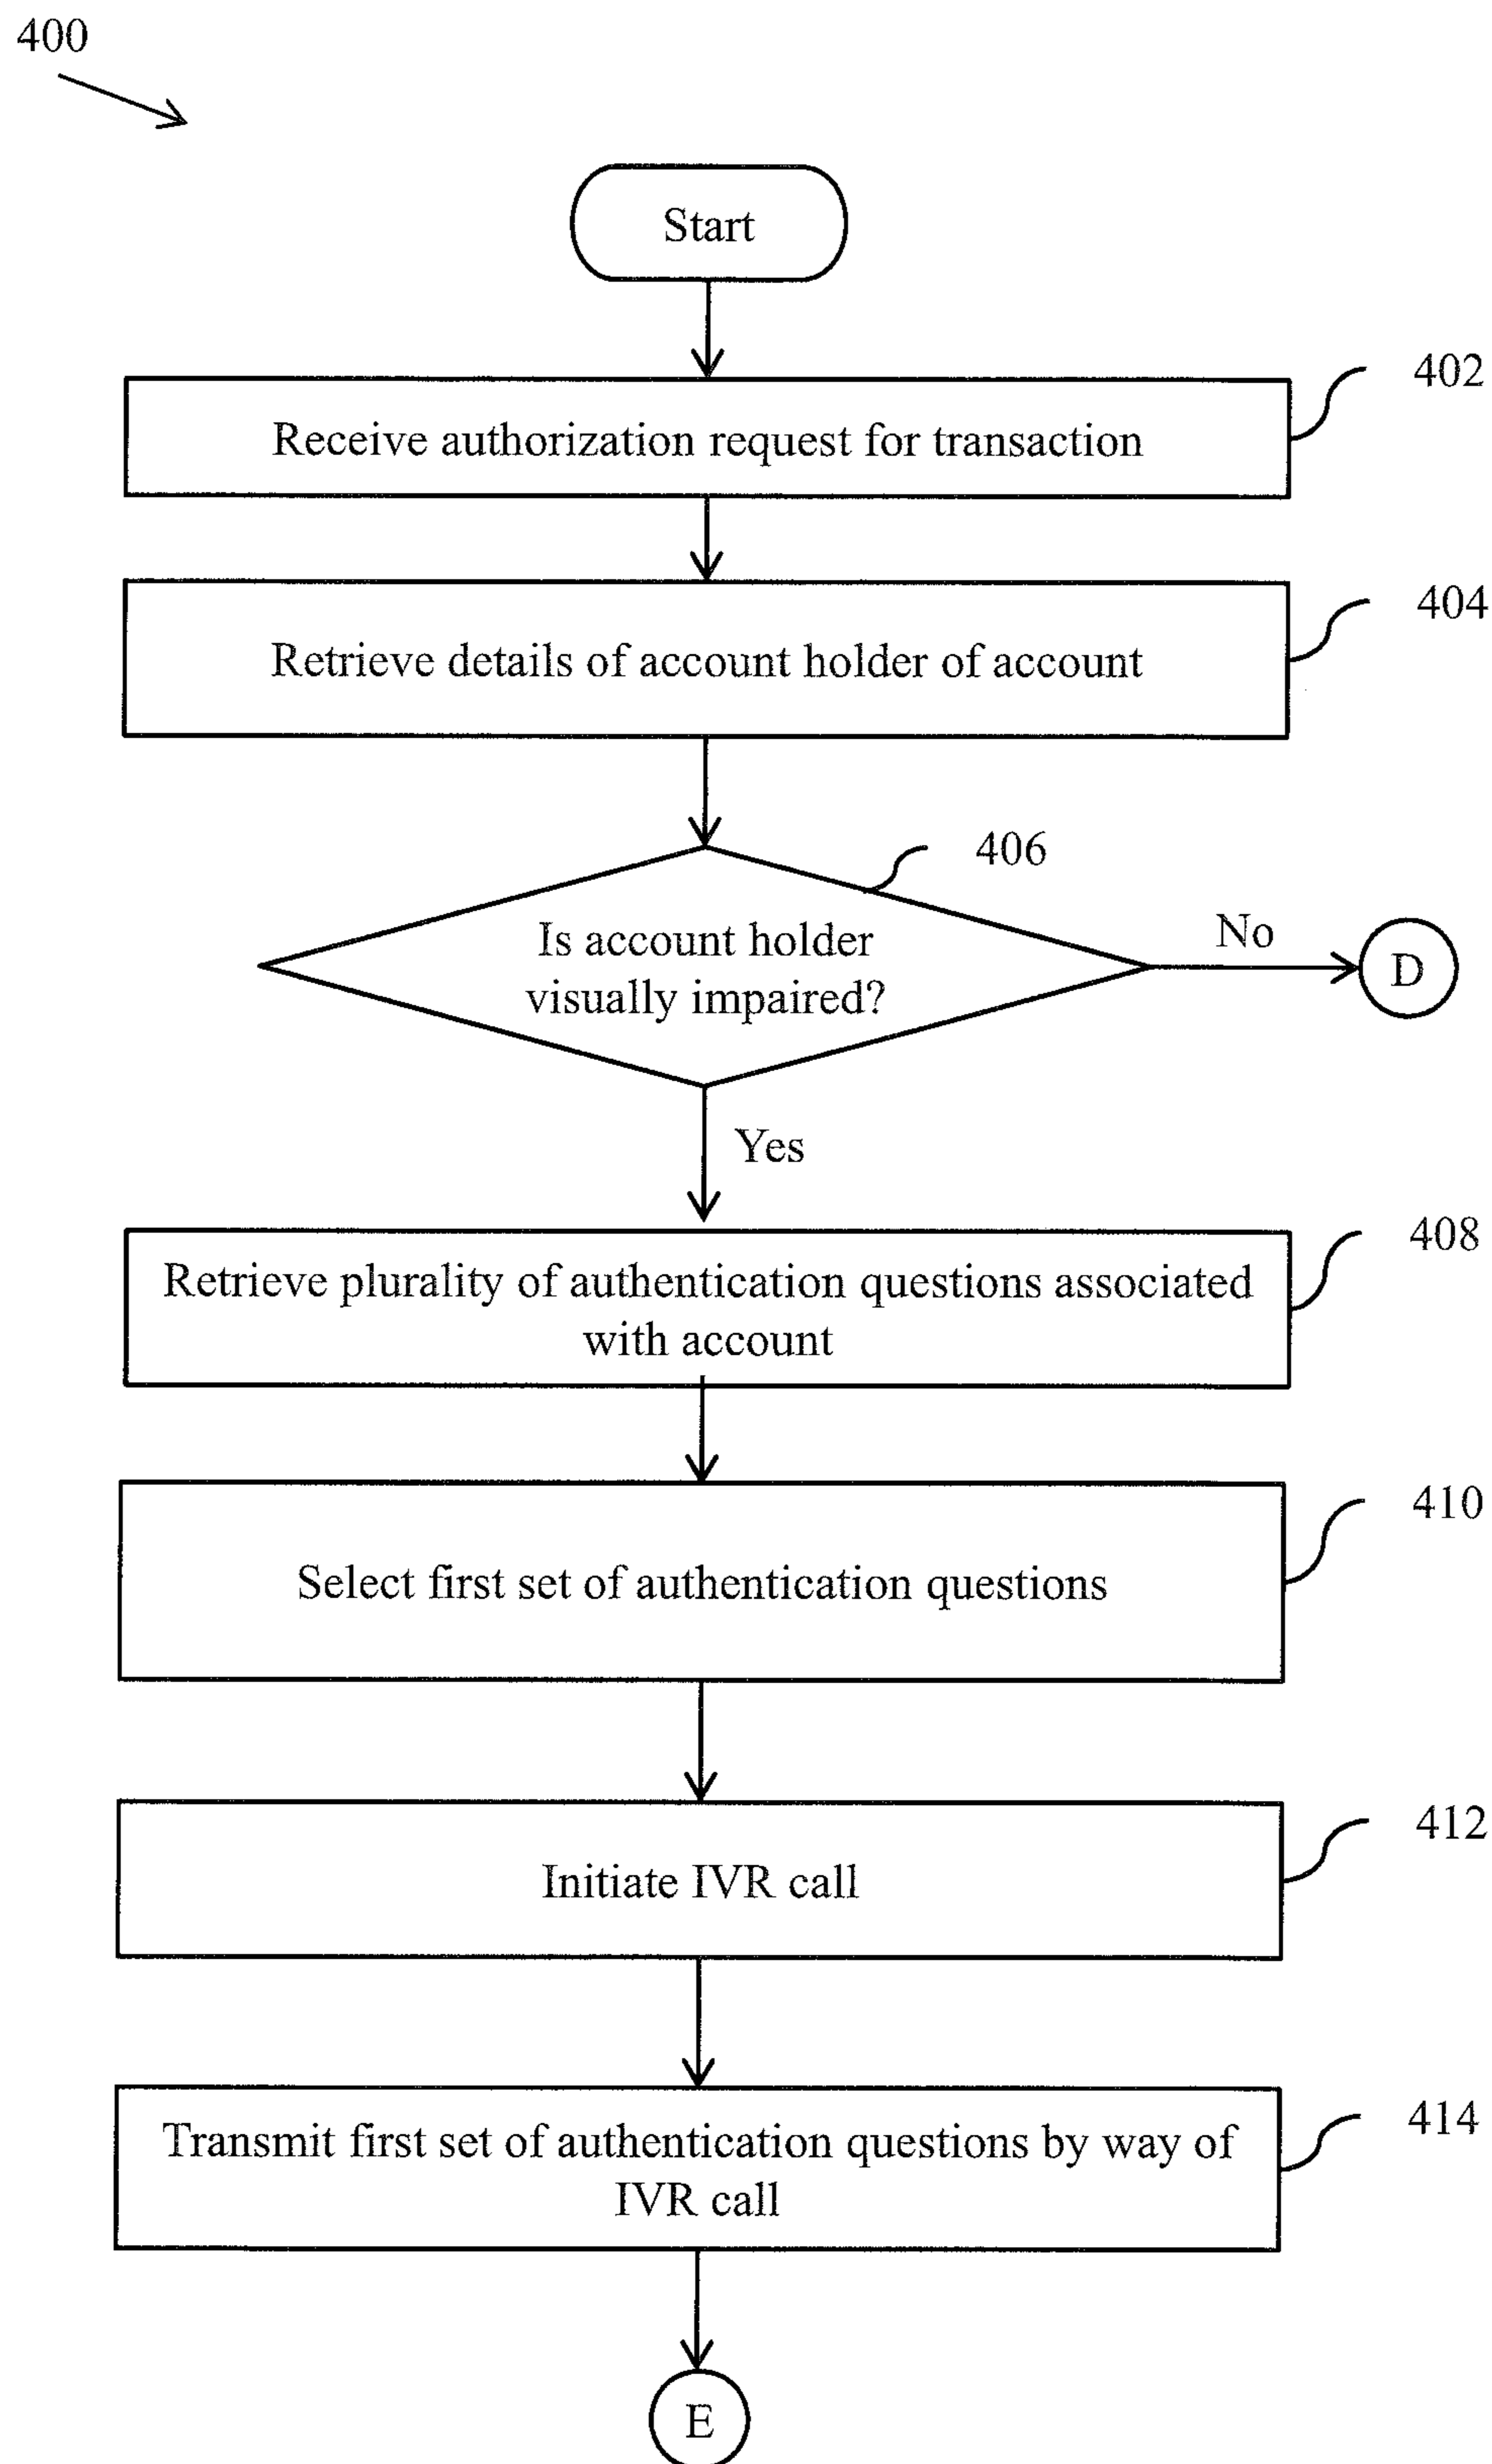 400
Start
402
Receive authorization request for transaction
404
Retrieve details of account holder of account
406
Is account holder
visually impaired?
No
D
Yes
408
Retrieve plurality of authentication questions associated
with account
410
Select first set of authentication questions
412
Initiate IVR call
414
Transmit first set of authentication questions by way of
IVR call
E